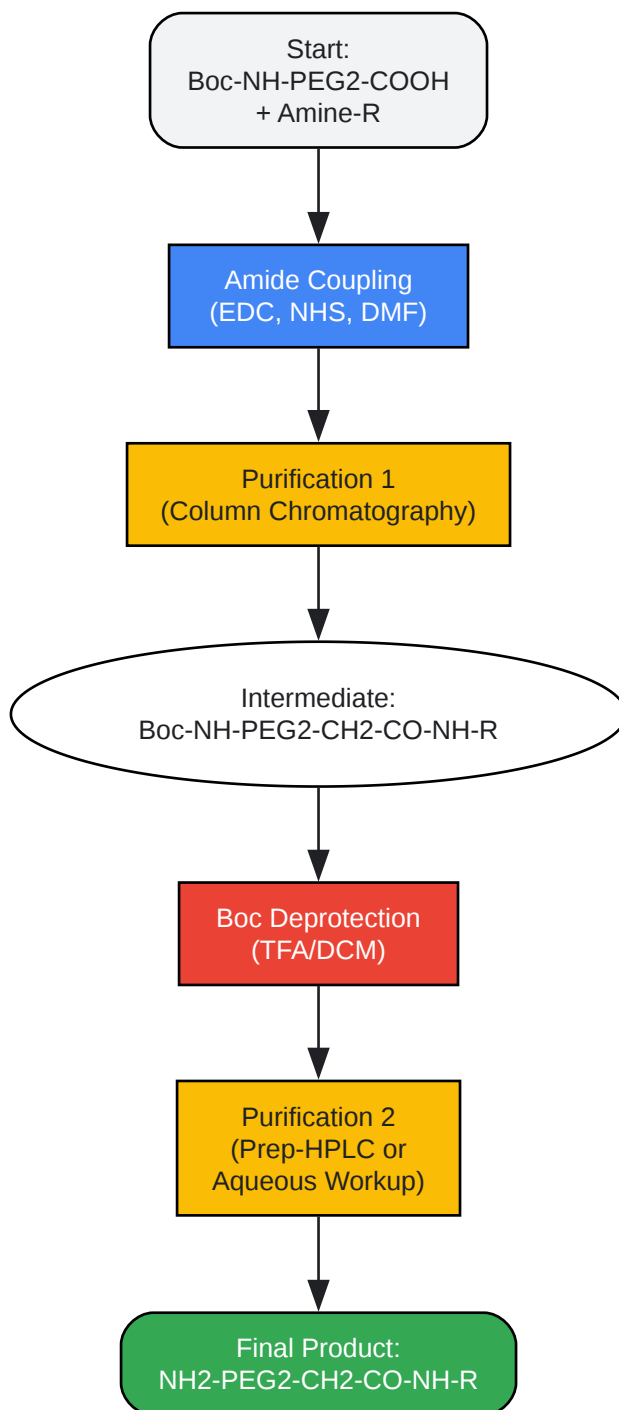 Start:
Boc-NH-PEG2-COOH
+ Amine-R
Amide Coupling
(EDC, NHS, DMF)
Purification 1
(Column Chromatography)
Intermediate:
Boc-NH-PEG2-CH2-CO-NH-R
Boc Deprotection
(TFA/DCM)
Purification 2
(Prep-HPLC or
Aqueous Workup)
Final Product:
NH2-PEG2-CH2-CO-NH-R